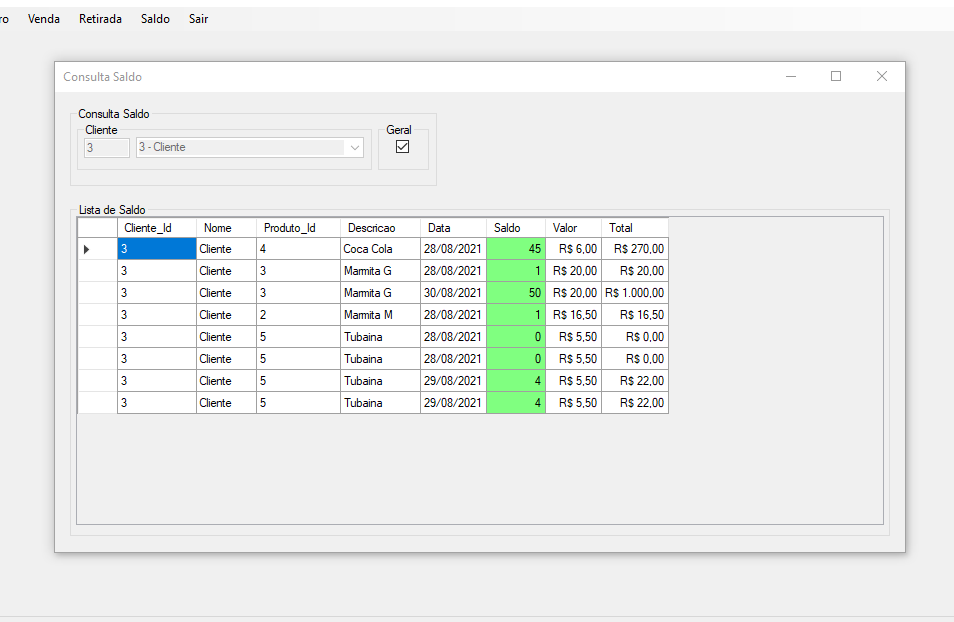 ro Venda Retirada Saldo Sair
Consulta Saldo
Consulta Saldo
Cliente Geral
3 3 - Cliente
Lista de Saldo
Cliente_Id Nome Produto_Id Descricao Data Saldo Valor Total
3 Cliente 4 Coca Cola 28/08/2021 45 R$ 6,00 R$ 270,00
3 Cliente 3 Marmita G 28/08/2021 1 R$ 20,00 R$ 20,00
3 Cliente 3 Marmita G 30/08/2021 50 R$ 20,00 R$ 1.000,00
3 Cliente 2 Marmita M 28/08/2021 1 R$ 16,50 R$ 16,50
3 Cliente 5 Tubaina 28/08/2021 0 R$ 5,50 R$ 0,00
3 Cliente 5 Tubaina 28/08/2021 0 R$ 5,50 R$ 0,00
3 Cliente 5 Tubaina 29/08/2021 4 R$ 5,50 R$ 22,00
3 Cliente 5 Tubaina 29/08/2021 4 R$ 5,50 R$ 22,00